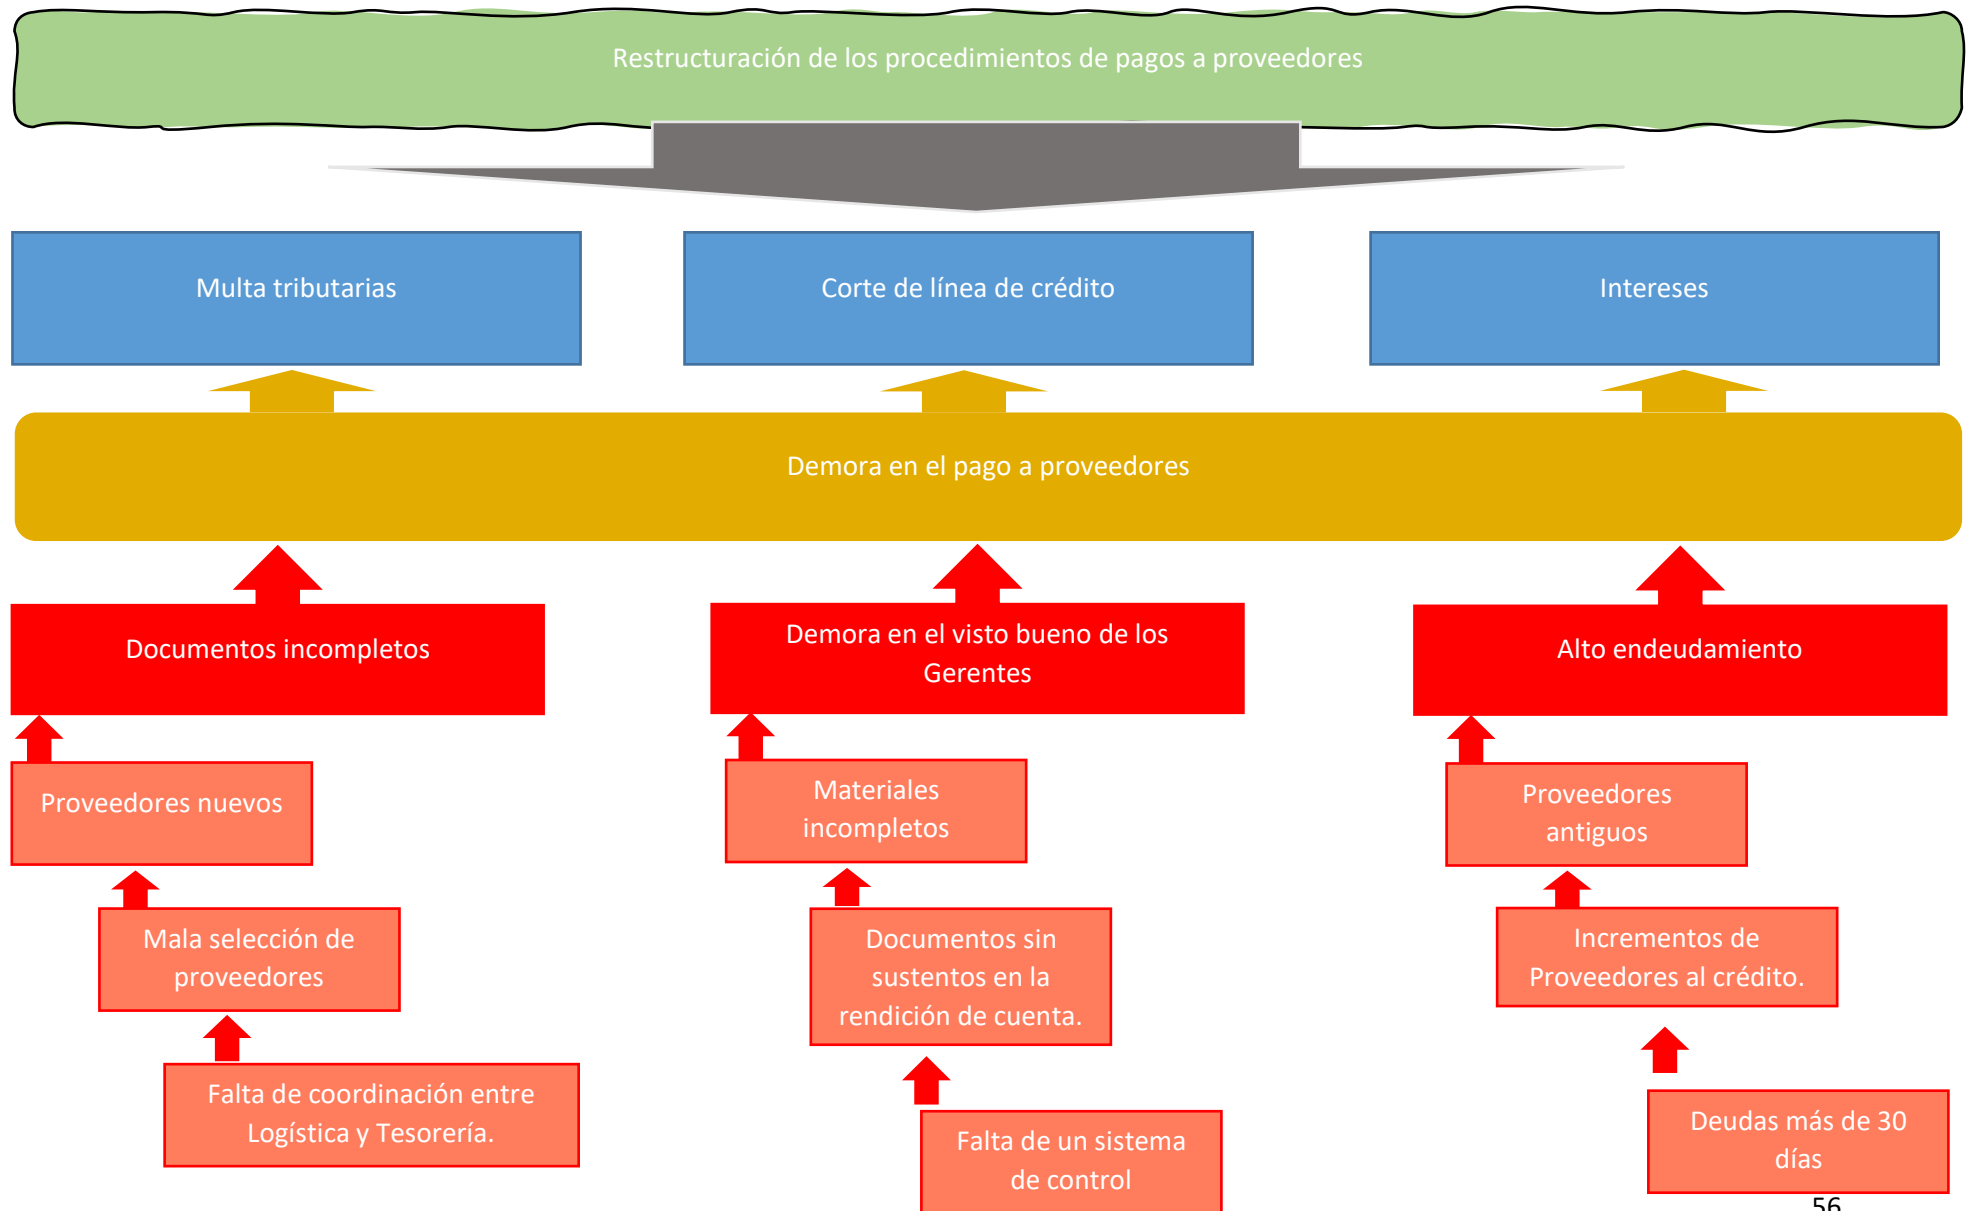 Restructuración de los procedimientos de pagos a proveedores
Multa tributarias
Corte de línea de crédito
Intereses
Demora en el pago a proveedores
Documentos incompletos
Demora en el visto bueno de los
Gerentes
Alto endeudamiento
Proveedores nuevos
Materiales
incompletos
Proveedores
antiguos
Mala selección de
proveedores
Documentos sin
sustentos en la
rendición de cuenta.
Incrementos de
Proveedores al crédito.
Falta de coordinación entre
Logística y Tesorería.
Falta de un sistema
de control
Deudas más de 30
días
56